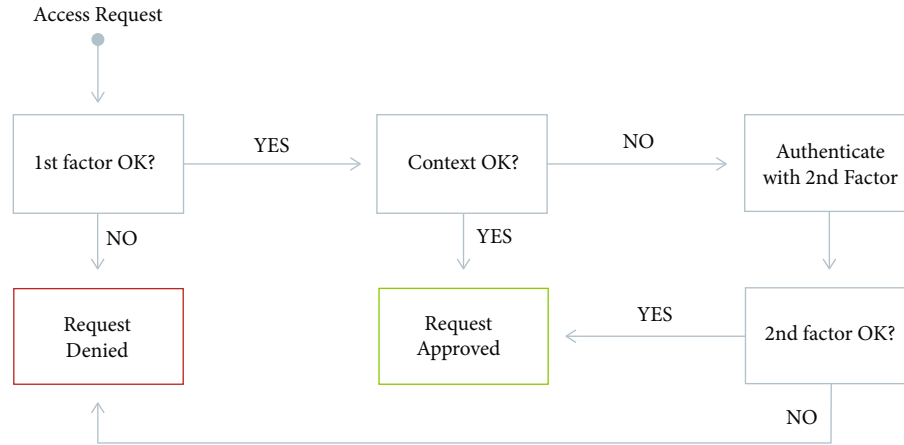 Access Request
1st factor OK?
YES
Context OK?
NO
Authenticate
with 2nd Factor
NO
YES
Request
Denied
Request
Approved
YES
2nd factor OK?
NO